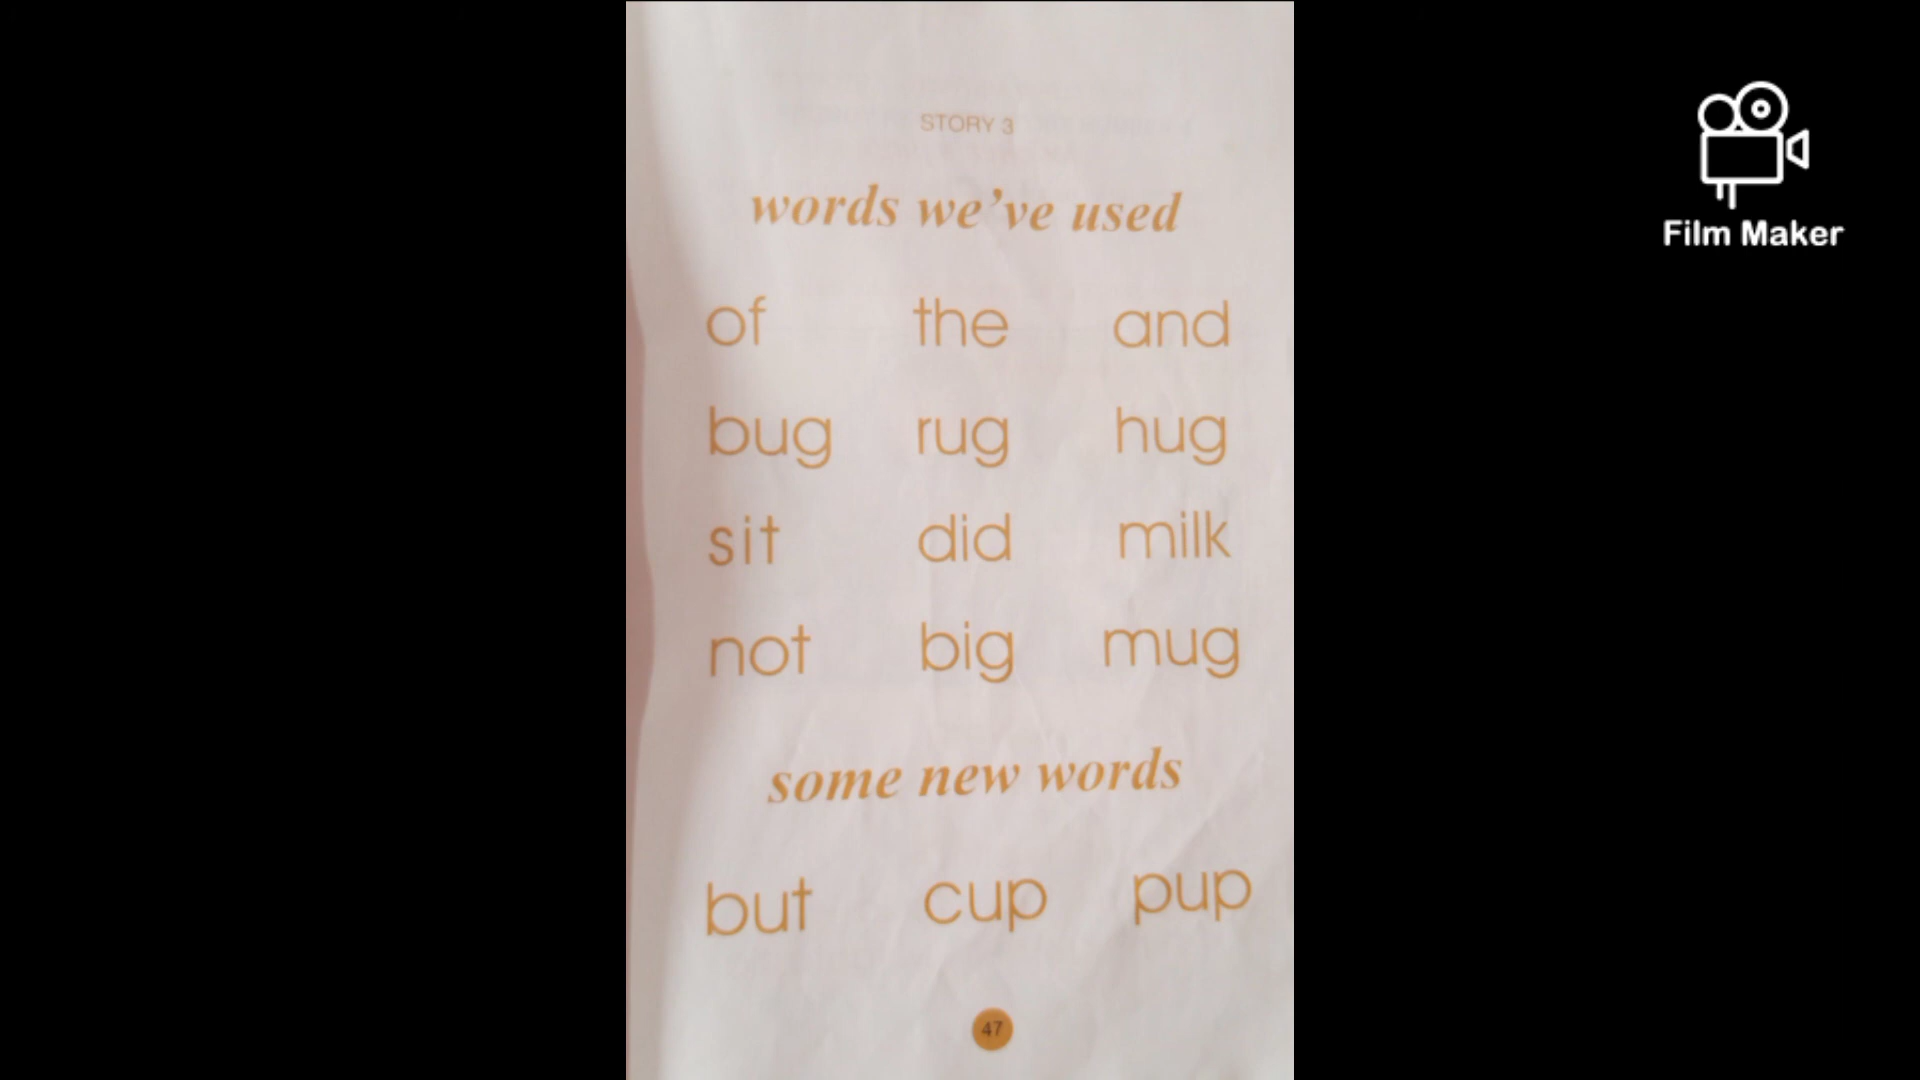 STORY 3
words we've used
of the and
bug rug hug
sit did milk
not big mug
some new words
but cup pup
47
Film Maker